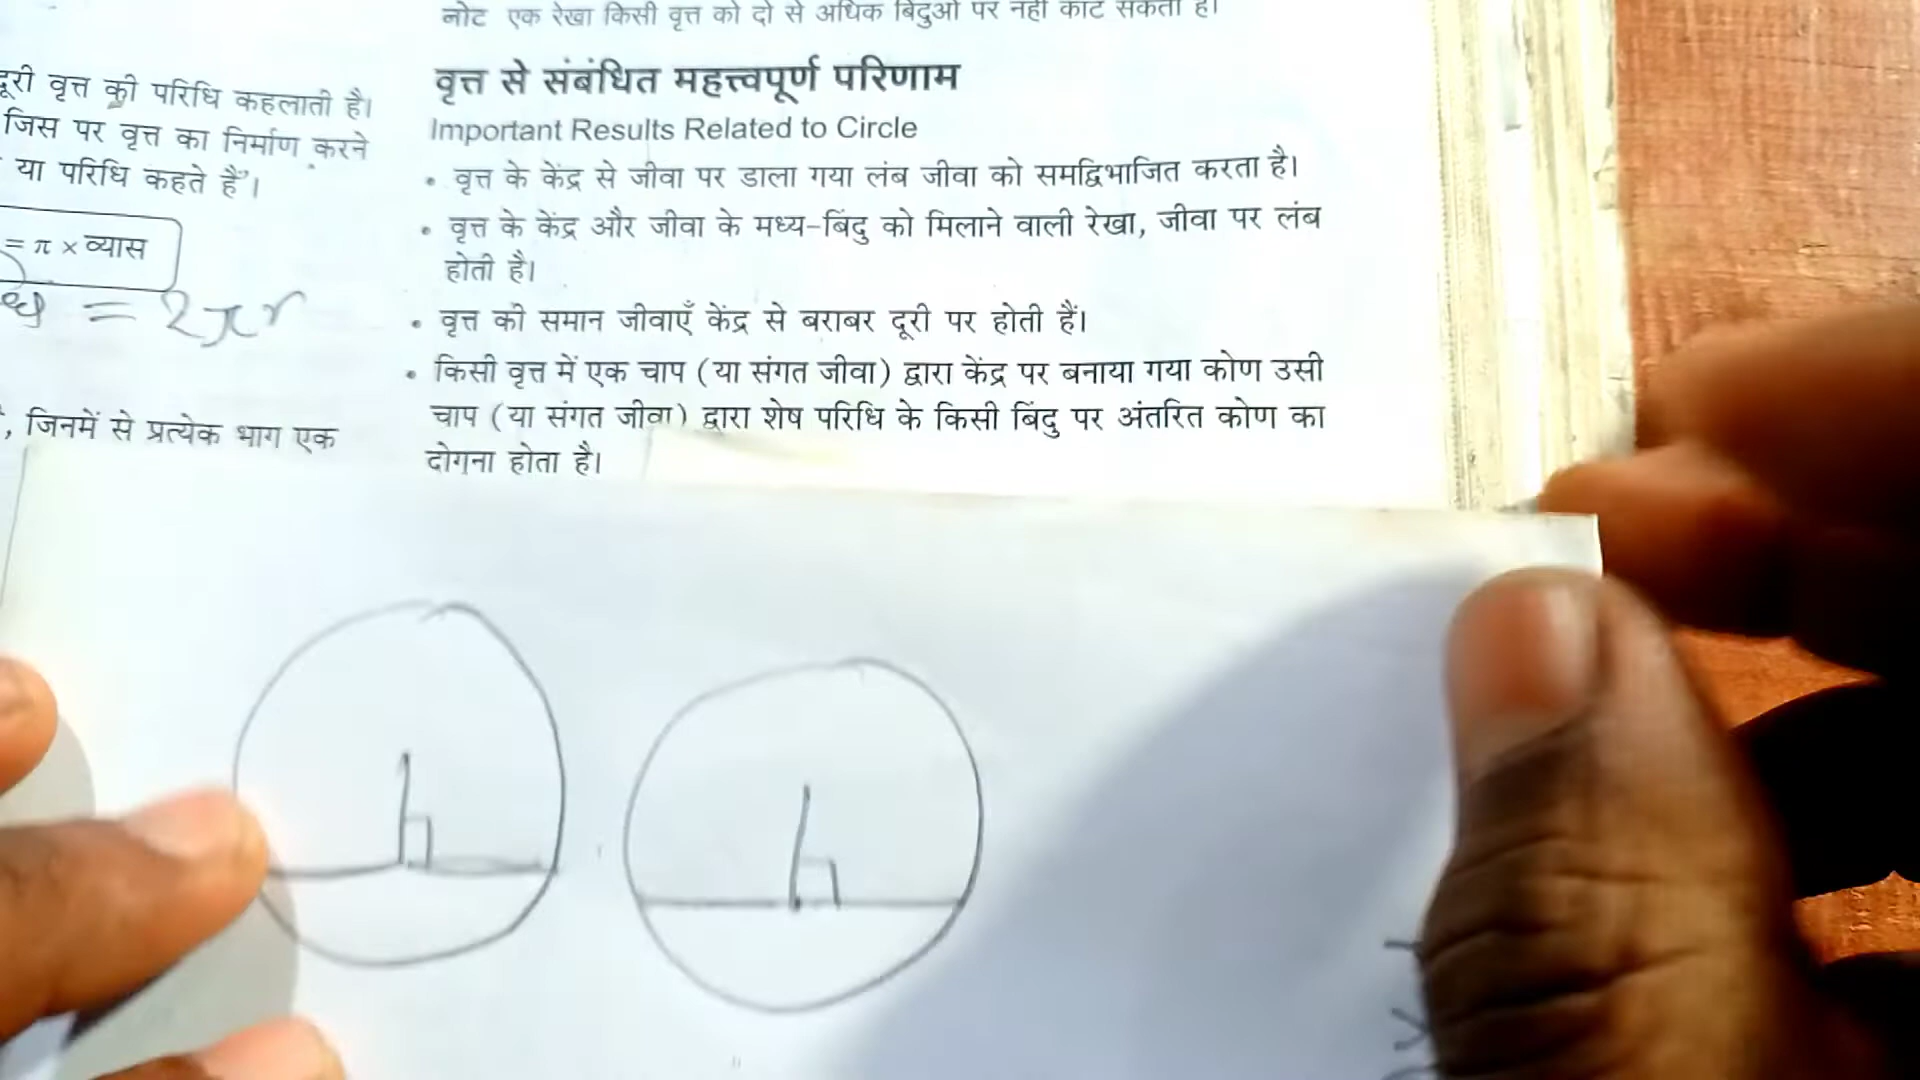 नोट एक रेखा किसी वृत्त को दो से अधिक बिंदुओं पर नहीं काट सकती है।
दूरी वृत्त की परिधि कहलाती है।
जिस पर वृत्त का निर्माण करने
या परिधि कहते हैं”।
= π × व्यास
= 2πr
, जिनमें से प्रत्येक भाग एक
वृत्त से संबंधित महत्त्वपूर्ण परिणाम
Important Results Related to Circle
• वृत्त के केंद्र से जीवा पर डाला गया लंब जीवा को समद्विभाजित करता है।
• वृत्त के केंद्र और जीवा के मध्य-बिंदु को मिलाने वाली रेखा, जीवा पर लंब
होती है।
• वृत्त की समान जीवाएँ केंद्र से बराबर दूरी पर होती हैं।
• किसी वृत्त में एक चाप (या संगत जीवा) द्वारा केंद्र पर बनाया गया कोण उसी
चाप (या संगत जीवा) द्वारा शेष परिधि के किसी बिंदु पर अंतरित कोण का
दोगुना होता है।